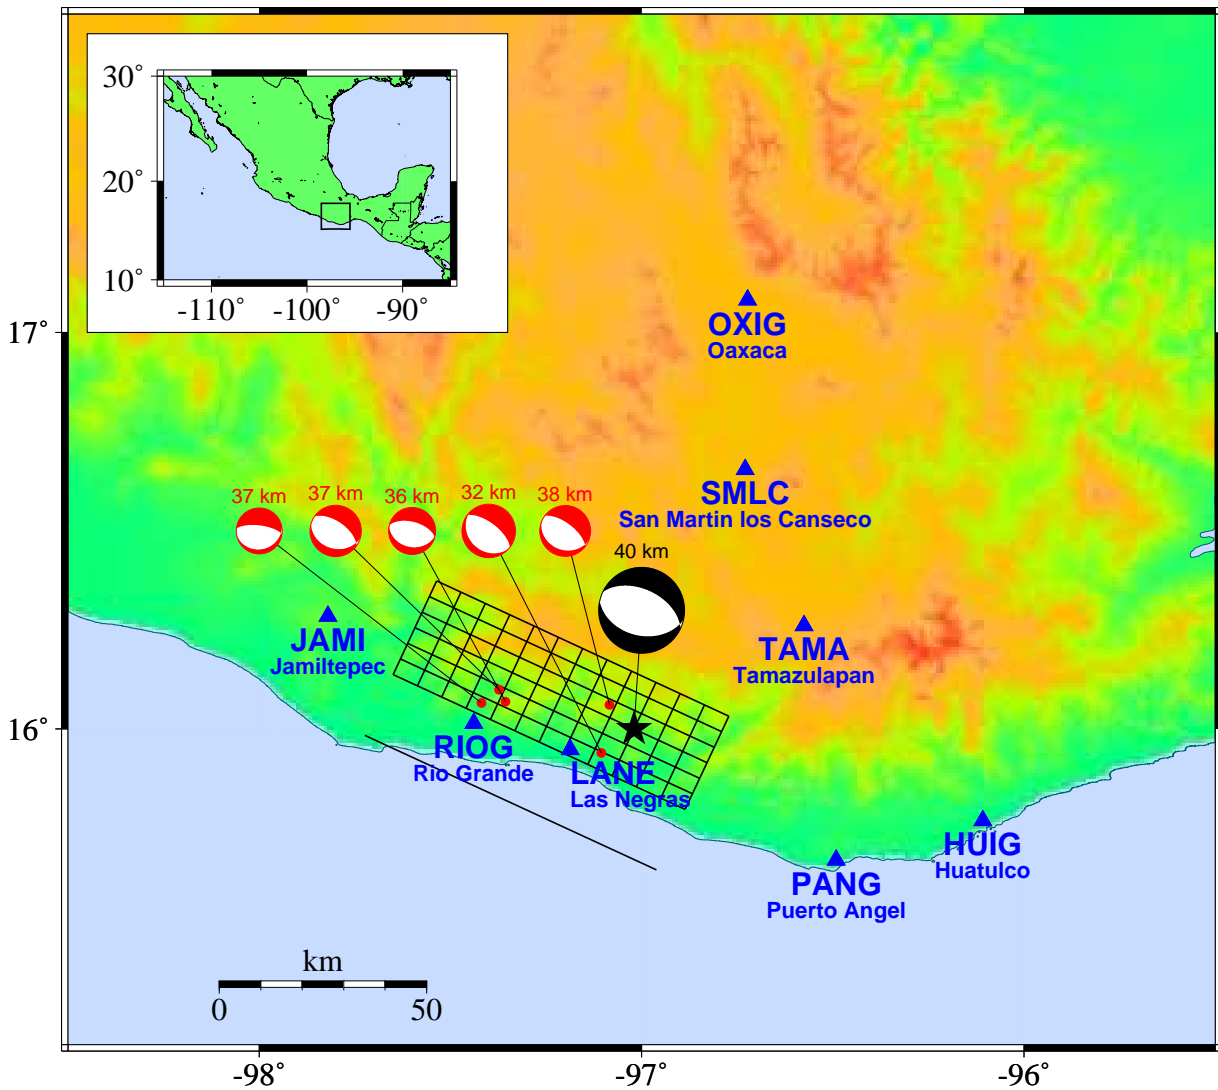 30°
20°
10°
-110°
-100°
-90°
17°
16°
OXIG
Oaxaca
SMLC
San Martin los Canseco
37 km
37 km
36 km
32 km
38 km
40 km
JAMI
Jamiltepec
TAMA
Tamazulapan
RIOG
Rio Grande
LANE
Las Negras
HUIG
Huatulco
PANG
Puerto Angel
km
0
50
-98°
-97°
-96°